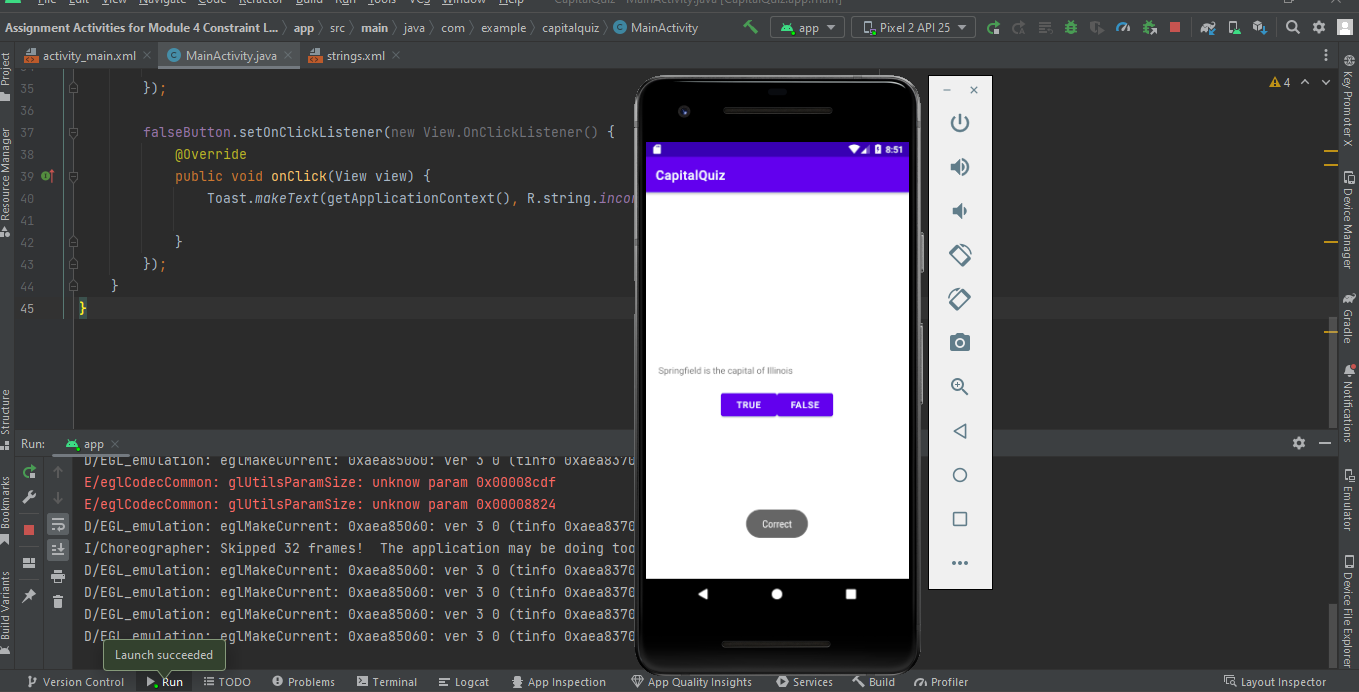 File Edit View Navigate Code Refactor Build Run Tools VCS Window Help CapitalQuiz - MainActivity.java [CapitalQuiz.app.main]
Assignment Activities for Module 4 Constraint L... app src main java com example capitalquiz MainActivity app Pixel 2 API 25
activity_main.xml MainActivity.java strings.xml
Project
Resource Manager
Structure
Bookmarks
Build Variants
34
35 });
36
37 falseButton.setOnClickListener(new View.OnClickListener() {
38 @Override
39 public void onClick(View view) {
40 Toast.makeText(getApplicationContext(), R.string.incor
41
42 }
43 });
44 }
45 }
4
8:51
CapitalQuiz
Springfield is the capital of Illinois
TRUE FALSE
Correct
Key Promoter X
Device Manager
Gradle
Notifications
Emulator
Device File Explorer
Run: app
D/EGL_emulation: eglMakeCurrent: 0xaea85060: ver 3 0 (tinfo 0xaea8370
E/eglCodecCommon: glUtilsParamSize: unknow param 0x00008cdf
E/eglCodecCommon: glUtilsParamSize: unknow param 0x00008824
D/EGL_emulation: eglMakeCurrent: 0xaea85060: ver 3 0 (tinfo 0xaea8370
I/Choreographer: Skipped 32 frames! The application may be doing too
D/EGL_emulation: eglMakeCurrent: 0xaea85060: ver 3 0 (tinfo 0xaea8370
D/EGL_emulation: eglMakeCurrent: 0xaea85060: ver 3 0 (tinfo 0xaea8370
D/EGL_emulation: eglMakeCurrent: 0xaea85060: ver 3 0 (tinfo 0xaea8370
D/EGL_emulation: eglMakeCurrent: 0xaea85060: ver 3 0 (tinfo 0xaea8370
Launch succeeded
Version Control Run TODO Problems Terminal Logcat App Inspection App Quality Insights Services Build Profiler Layout Inspector